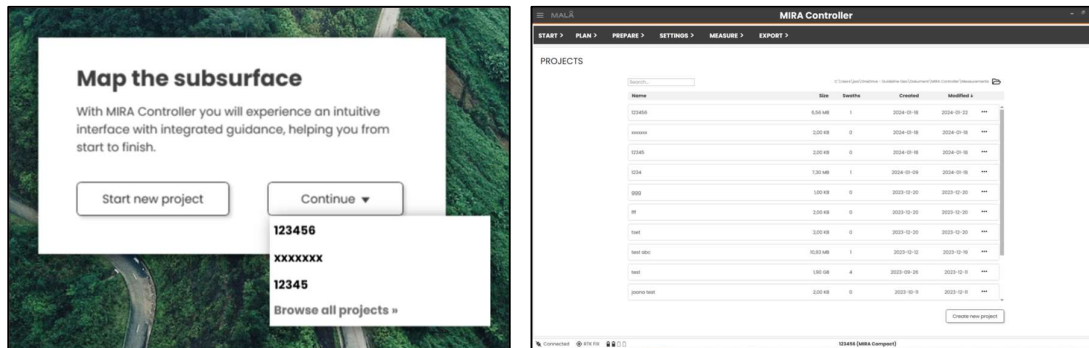 Map the subsurface
With MIRA Controller you will experience an intuitive
interface with integrated guidance, helping you from
start to finish.
Start new project
Continue ▼
123456
xxxxxxx
12345
Browse all projects »
MALÅ
MIRA Controller
START > PLAN > PREPARE > SETTINGS > MEASURE > EXPORT >
PROJECTS
Search...
Name Size Swaths Created Modified ↓
123456 6,94 MB 1 2024-01-18 2024-01-22 •••
xxxxxxx 2,00 KB 0 2024-01-18 2024-01-18 •••
12345 2,00 KB 0 2024-01-18 2024-01-18 •••
1234 7,30 MB 1 2024-01-09 2024-01-18 •••
ggg 1,00 KB 0 2023-12-20 2023-12-20 •••
fff 2,00 KB 0 2023-12-20 2023-12-20 •••
tset 2,00 KB 0 2023-12-20 2023-12-20 •••
test abc 10,93 MB 1 2023-12-12 2023-12-18 •••
test 1,90 GB 4 2023-09-26 2023-12-11 •••
2,00 KB 0 2023-10-11 2023-12-11 •••
Create new project
Connected RTK FIX 123456 (MIRA Compact)